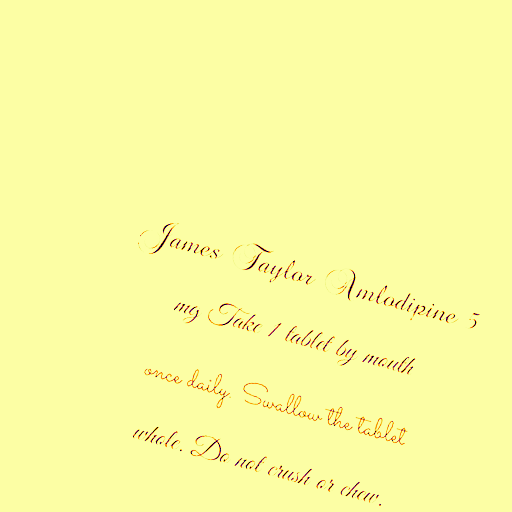 James Taylor Amlodipine 5
mg Take 1 tablet by mouth
once daily. Swallow the tablet
whole. Do not crush or chew.